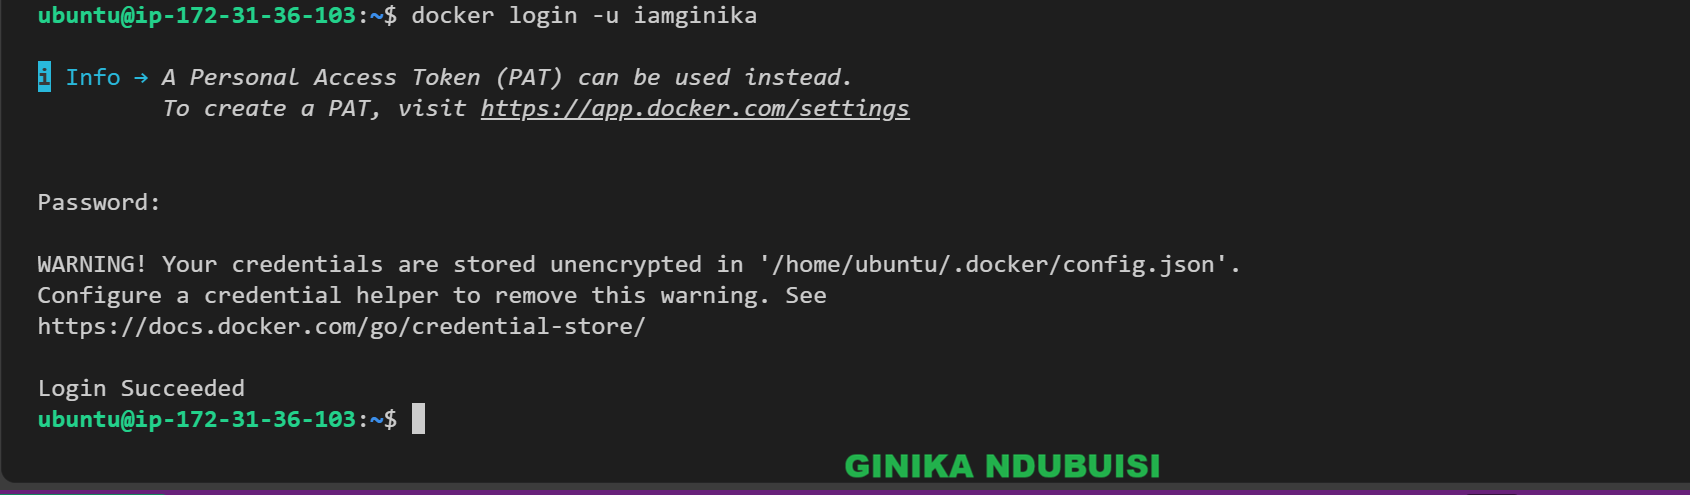 ubuntu@ip-172-31-36-103:~$ docker login -u iamginika
i Info → A Personal Access Token (PAT) can be used instead.
To create a PAT, visit https://app.docker.com/settings
Password:
WARNING! Your credentials are stored unencrypted in '/home/ubuntu/.docker/config.json'.
Configure a credential helper to remove this warning. See
https://docs.docker.com/go/credential-store/
Login Succeeded
ubuntu@ip-172-31-36-103:~$
GINIKA NDUBUISI